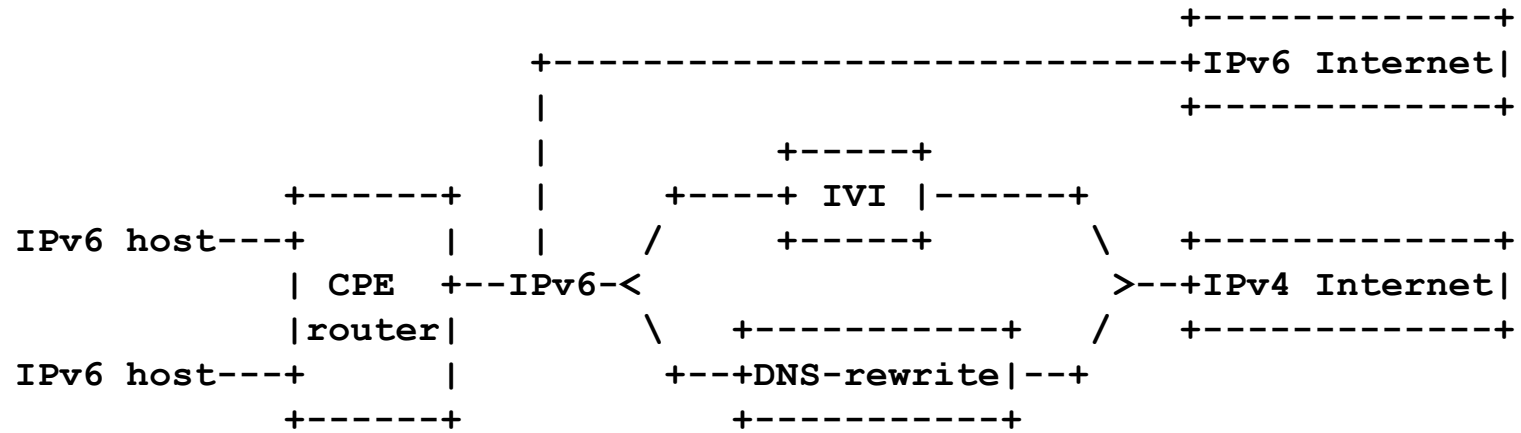 IPv6 Internet
IVI
IPv6 host
CPE IPv6 IPv4 Internet
router
IPv6 host DNS-rewrite